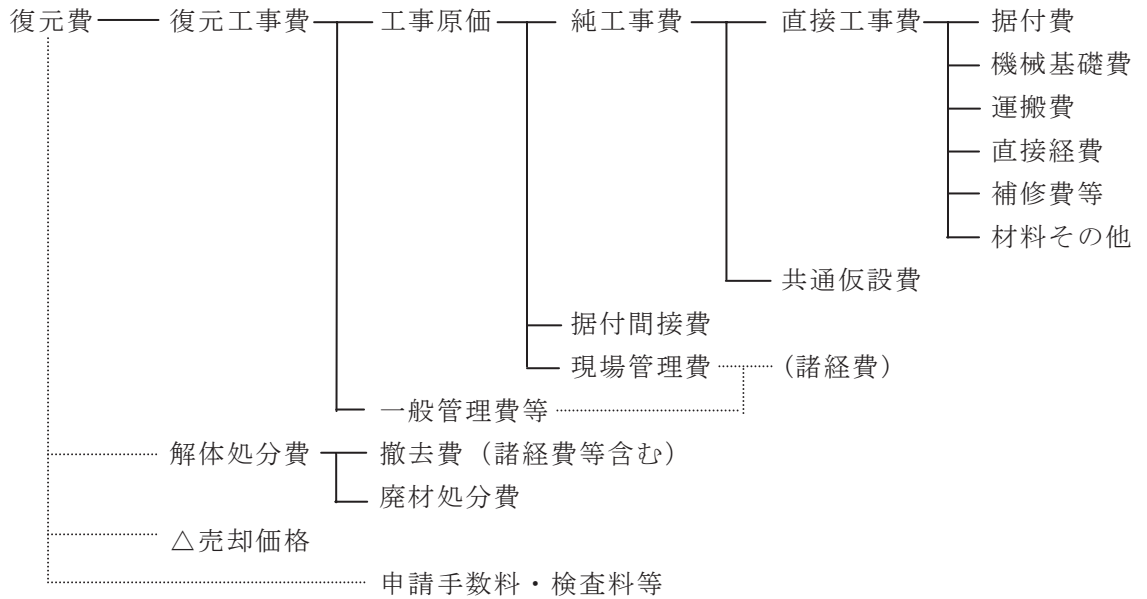 復元費 復元工事費 工事原価 純工事費 直接工事費 据付費
機械基礎費
運搬費
直接経費
補修費等
材料その他
共通仮設費
据付間接費
現場管理費 (諸経費)
一般管理費等
解体処分費 撤去費（諸経費等含む）
廃材処分費
△売却価格
申請手数料・検査料等